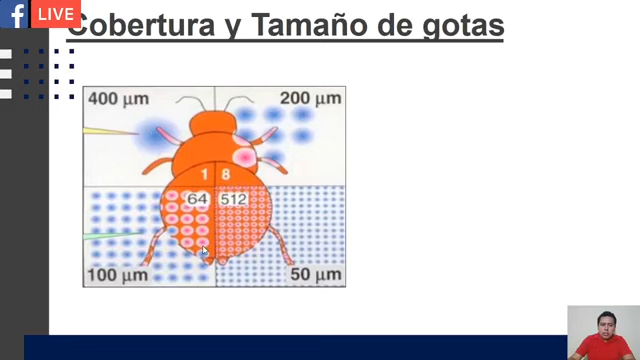 f LIVE
Cobertura y Tamaño de gotas
400 µm 200 µm
1 8
64 512
100 µm 50 µm